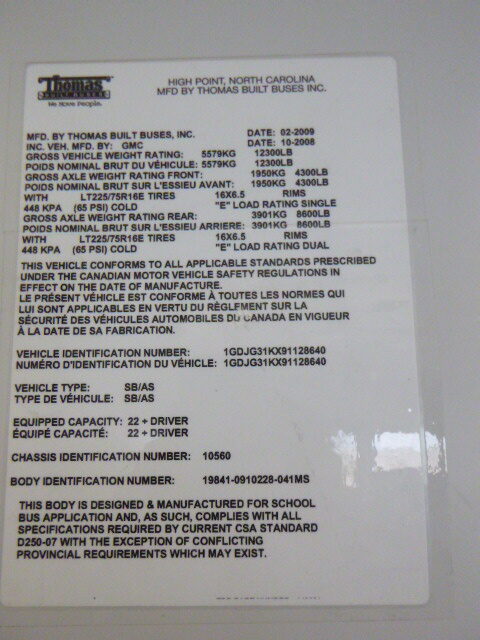 Thomas
BUILT BUSES
We Move People.
HIGH POINT, NORTH CAROLINA
MFD BY THOMAS BUILT BUSES INC.
MFD. BY THOMAS BUILT BUSES, INC. DATE: 02-2009
INC. VEH. MFD. BY: GMC DATE: 10-2008
GROSS VEHICLE WEIGHT RATING: 5579KG 12300LB
POIDS NOMINAL BRUT DU VÉHICULE: 5579KG 12300LB
GROSS AXLE WEIGHT RATING FRONT: 1950KG 4300LB
POIDS NOMINAL BRUT SUR L'ESSIEU AVANT: 1950KG 4300LB
WITH LT225/75R16E TIRES 16X6.5 RIMS
448 KPA (65 PSI) COLD "E" LOAD RATING SINGLE
GROSS AXLE WEIGHT RATING REAR: 3901KG 8600LB
POIDS NOMINAL BRUT SUR L'ESSIEU ARRIERE: 3901KG 8600LB
WITH LT225/75R16E TIRES 16X6.5 RIMS
448 KPA (65 PSI) COLD "E" LOAD RATING DUAL
THIS VEHICLE CONFORMS TO ALL APPLICABLE STANDARDS PRESCRIBED
UNDER THE CANADIAN MOTOR VEHICLE SAFETY REGULATIONS IN
EFFECT ON THE DATE OF MANUFACTURE.
LE PRÉSENT VÉHICULE EST CONFORME À TOUTES LES NORMES QUI
LUI SONT APPLICABLES EN VERTU DU RÈGLEMENT SUR LA
SÉCURITÉ DES VÉHICULES AUTOMOBILES DU CANADA EN VIGUEUR
À LA DATE DE SA FABRICATION.
VEHICLE IDENTIFICATION NUMBER: 1GDJG31KX91128640
NUMÉRO D'IDENTIFICATION DU VÉHICULE: 1GDJG31KX91128640
VEHICLE TYPE: SB/AS
TYPE DE VÉHICULE: SB/AS
EQUIPPED CAPACITY: 22 + DRIVER
ÉQUIPÉ CAPACITÉ: 22 + DRIVER
CHASSIS IDENTIFICATION NUMBER: 10560
BODY IDENTIFICATION NUMBER: 19841-0910228-041MS
THIS BODY IS DESIGNED & MANUFACTURED FOR SCHOOL
BUS APPLICATION AND, AS SUCH, COMPLIES WITH ALL
SPECIFICATIONS REQUIRED BY CURRENT CSA STANDARD
D250-07 WITH THE EXCEPTION OF CONFLICTING
PROVINCIAL REQUIREMENTS WHICH MAY EXIST.